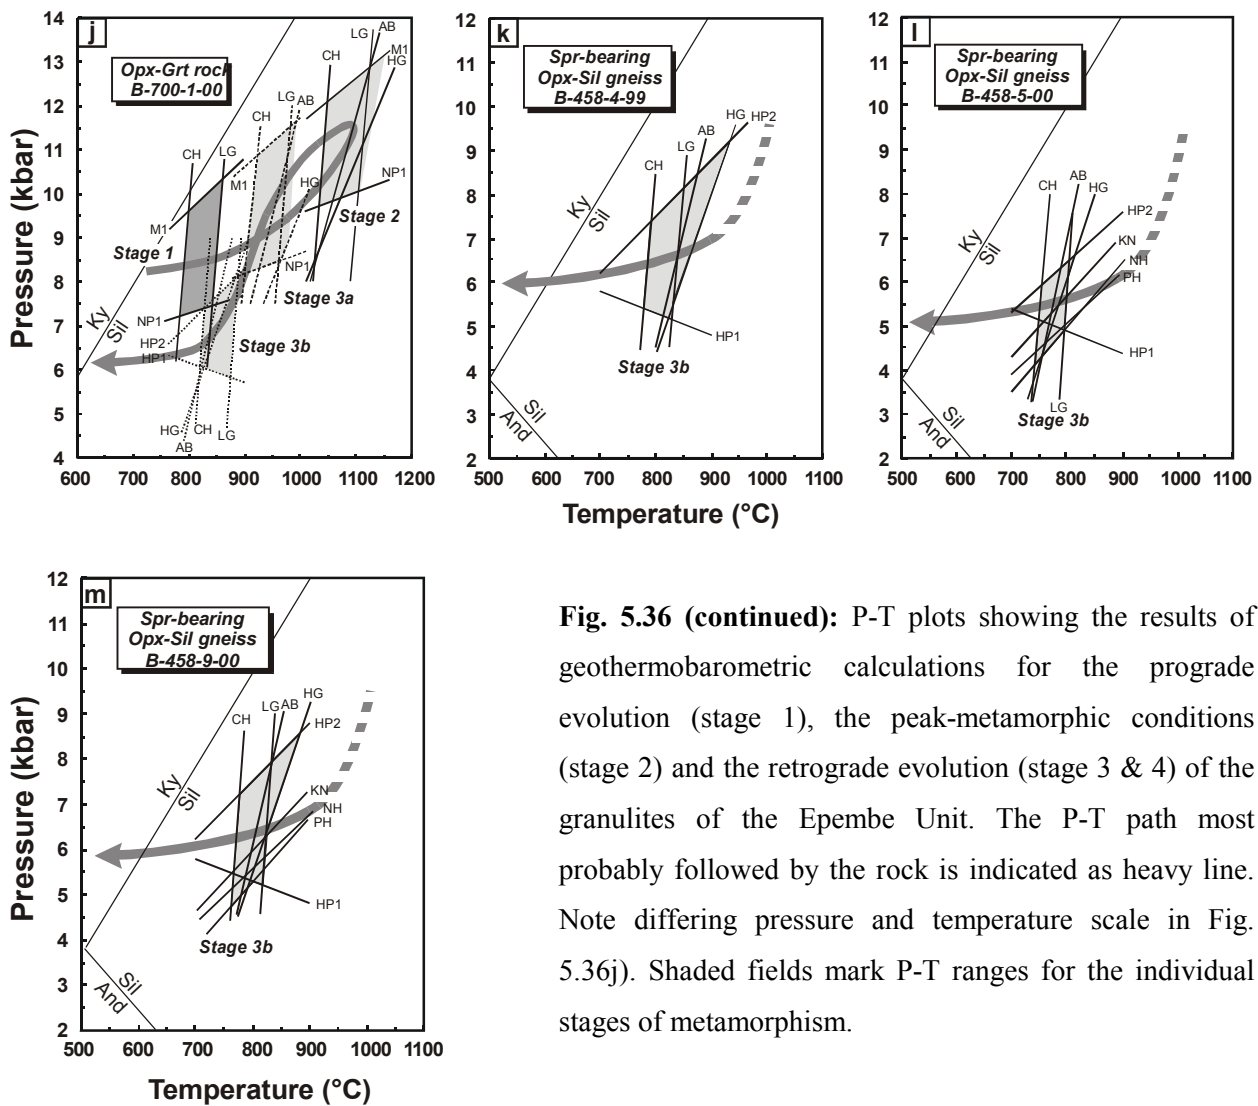 j
Opx-Grt rock
B-700-1-00
Stage 1
Stage 2
Stage 3a
Stage 3b
CH
LG
M1
NP1
CH
LG
AB
M1
HG
NP1
CH
LG
AB
M1
HG
NP1
HP2
HP1
HG
AB
CH
LG
Ky
Sil
14
13
12
11
10
9
8
7
6
5
4
600 700 800 900 1000 1100 1200
Pressure (kbar)
k
Spr-bearing
Opx-Sil gneiss
B-458-4-99
CH
LG
AB
HG
HP2
HP1
Stage 3b
Ky
Sil
Sil
And
12
11
10
9
8
7
6
5
4
3
2
500 600 700 800 900 1000 1100
l
Spr-bearing
Opx-Sil gneiss
B-458-5-00
CH
AB
HG
HP2
KN
NH
PH
HP1
LG
Stage 3b
Ky
Sil
Sil
And
12
11
10
9
8
7
6
5
4
3
2
500 600 700 800 900 1000 1100
Temperature (°C)
m
Spr-bearing
Opx-Sil gneiss
B-458-9-00
CH
LG
AB
HG
HP2
KN
NH
PH
HP1
Stage 3b
Ky
Sil
Sil
And
12
11
10
9
8
7
6
5
4
3
2
500 600 700 800 900 1000 1100
Pressure (kbar)
Temperature (°C)
Fig. 5.36 (continued): P-T plots showing the results of
geothermobarometric calculations for the prograde
evolution (stage 1), the peak-metamorphic conditions
(stage 2) and the retrograde evolution (stage 3 & 4) of the
granulites of the Epembe Unit. The P-T path most
probably followed by the rock is indicated as heavy line.
Note differing pressure and temperature scale in Fig.
5.36j). Shaded fields mark P-T ranges for the individual
stages of metamorphism.